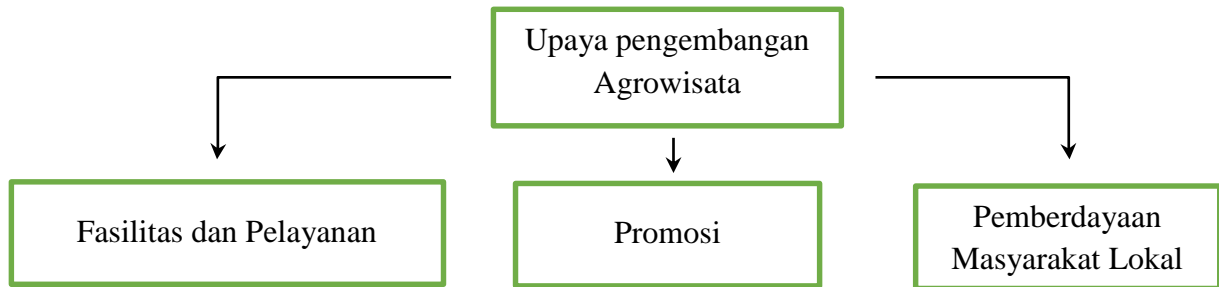 Upaya pengembangan
Agrowisata
Fasilitas dan Pelayanan
Promosi
Pemberdayaan
Masyarakat Lokal